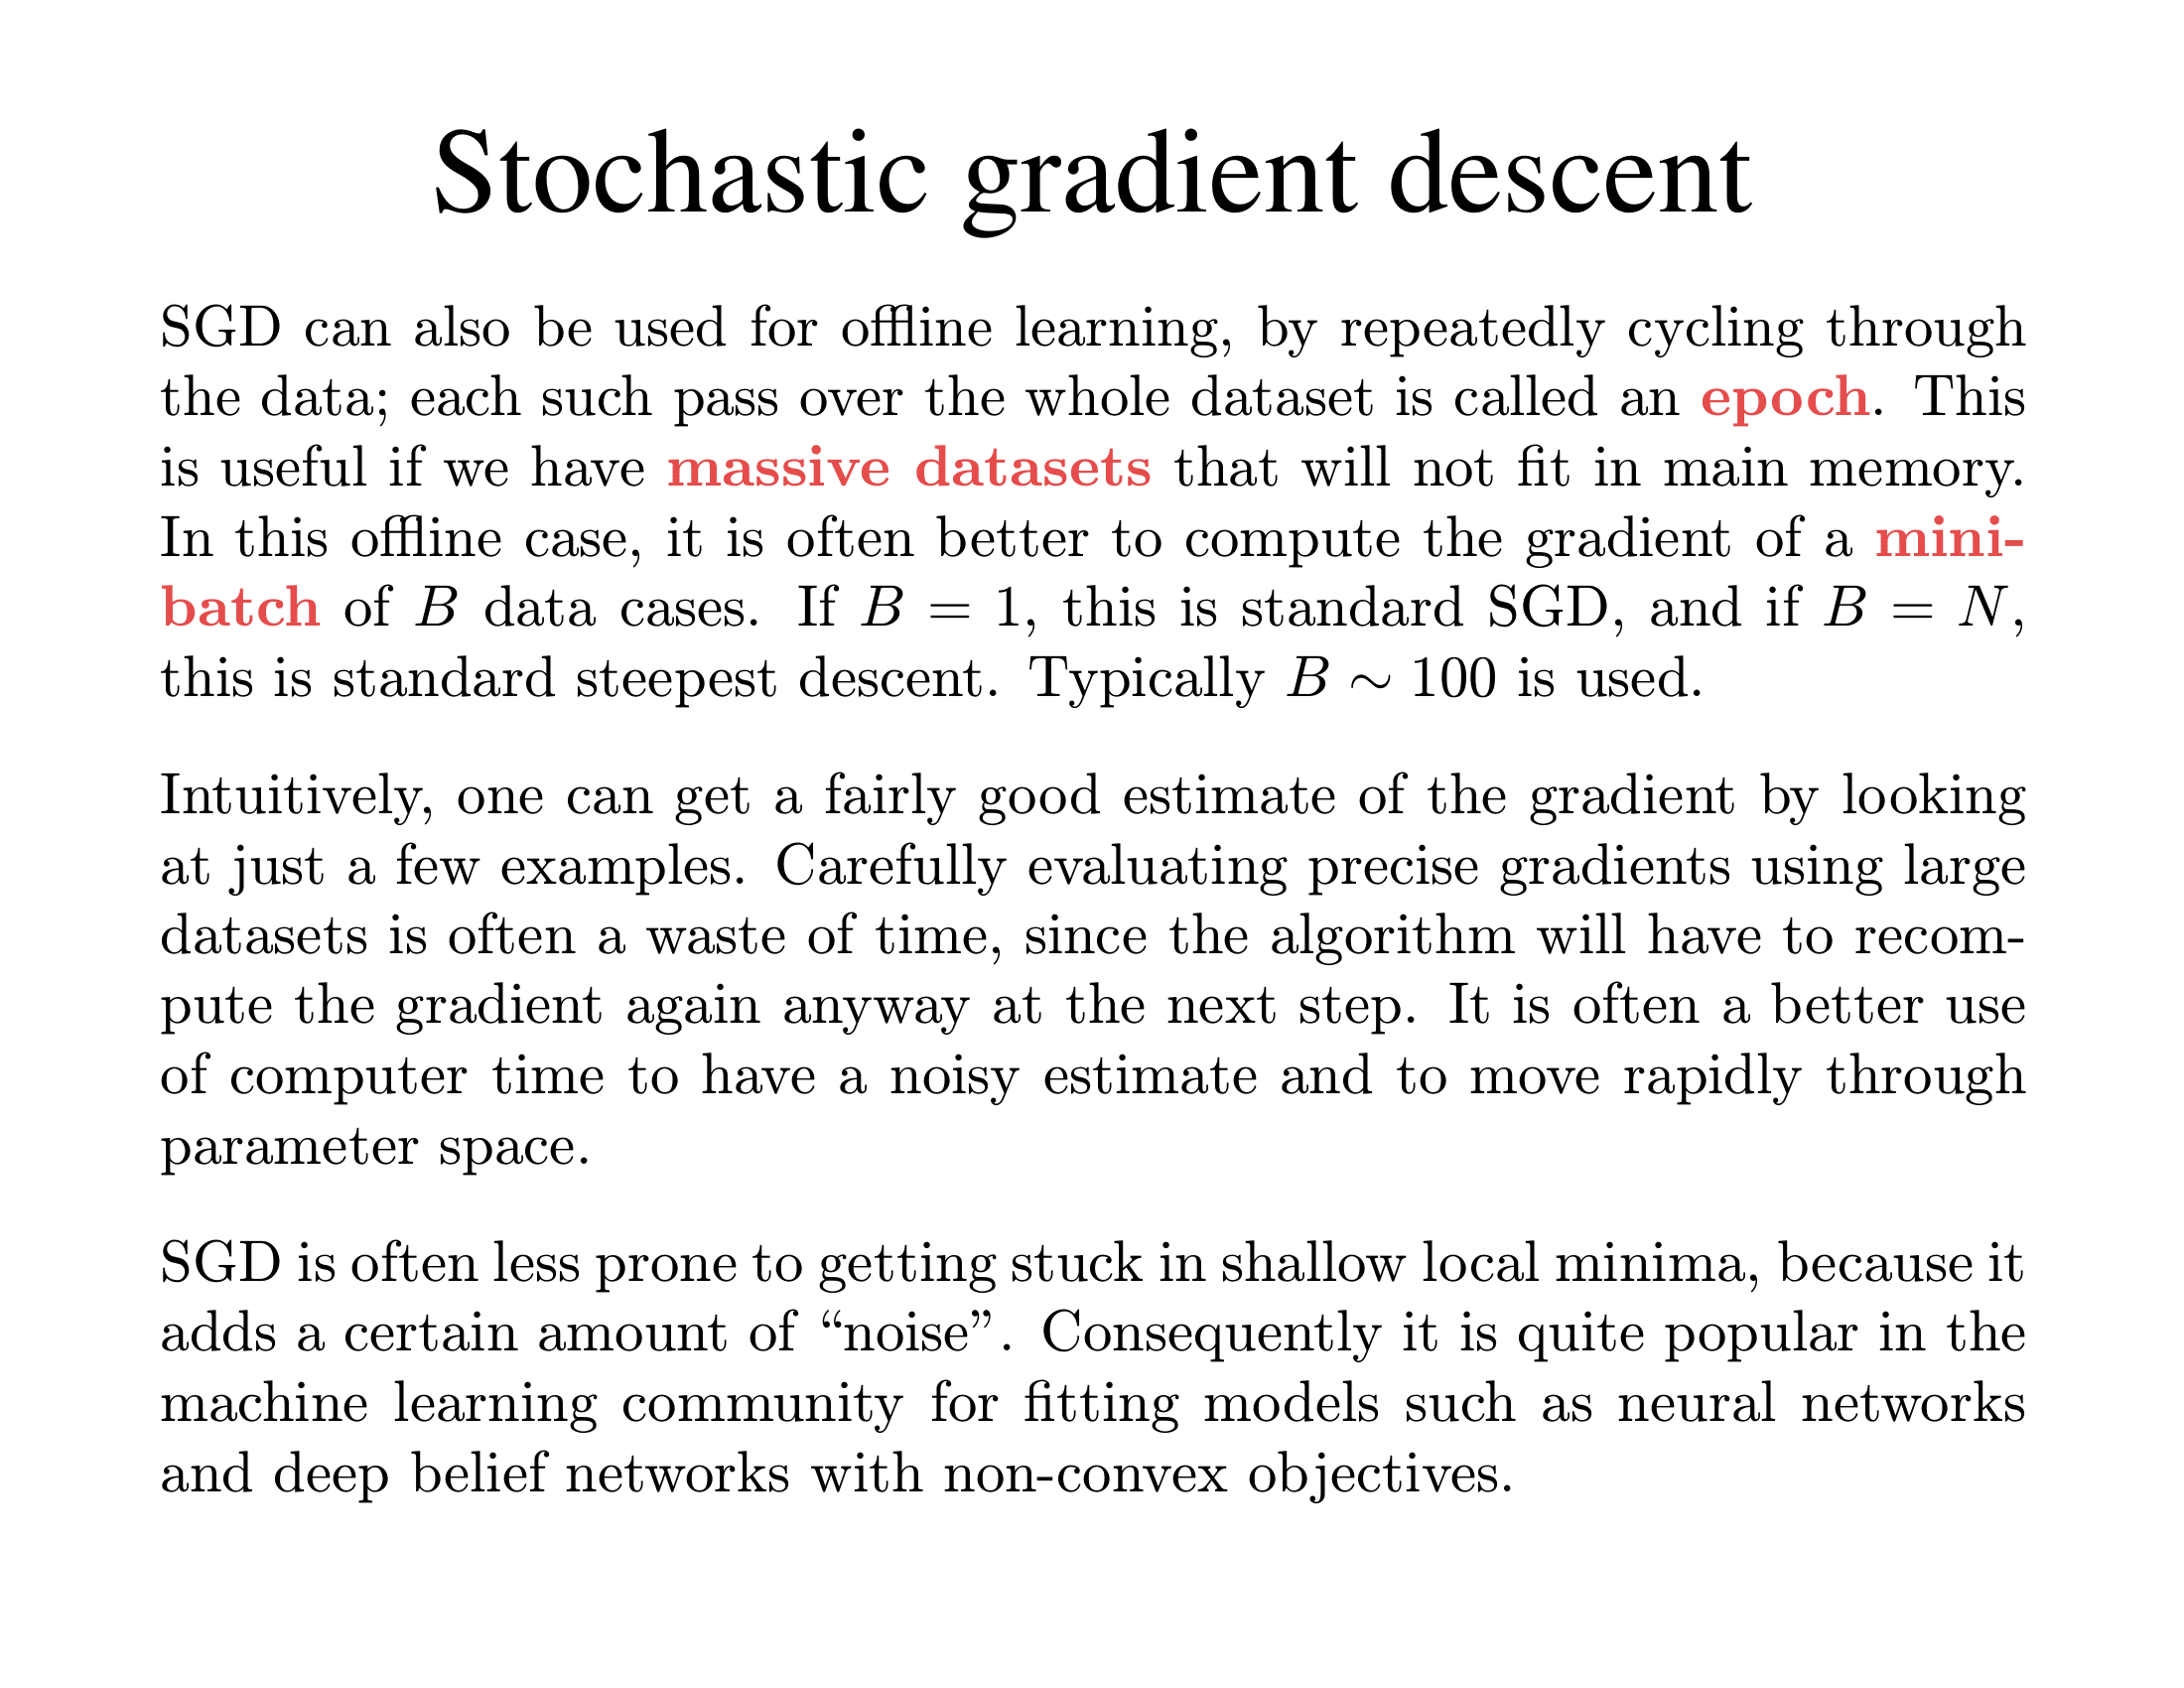 Stochastic gradient descent
SGD can also be used for offline learning, by repeatedly cycling through
the data; each such pass over the whole dataset is called an epoch. This
is useful if we have massive datasets that will not fit in main memory.
In this offline case, it is often better to compute the gradient of a mini-
batch of B data cases. If B = 1, this is standard SGD, and if B = N,
this is standard steepest descent. Typically B ∼ 100 is used.
Intuitively, one can get a fairly good estimate of the gradient by looking
at just a few examples. Carefully evaluating precise gradients using large
datasets is often a waste of time, since the algorithm will have to recom-
pute the gradient again anyway at the next step. It is often a better use
of computer time to have a noisy estimate and to move rapidly through
parameter space.
SGD is often less prone to getting stuck in shallow local minima, because it
adds a certain amount of “noise”. Consequently it is quite popular in the
machine learning community for fitting models such as neural networks
and deep belief networks with non-convex objectives.